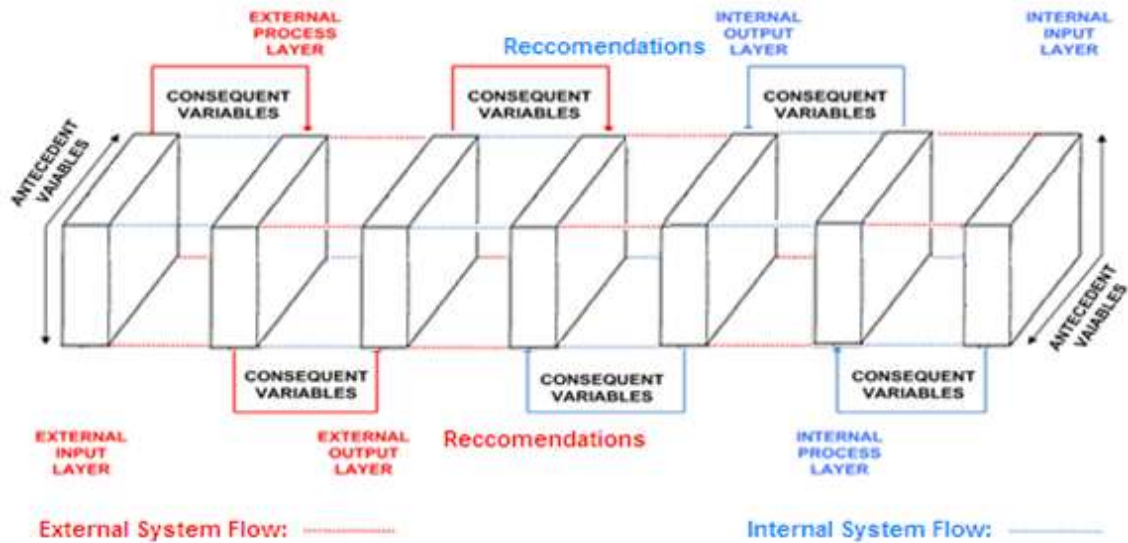 EXTERNAL
PROCESS
LAYER
Reccomendations
INTERNAL
OUTPUT
LAYER
INTERNAL
INPUT
LAYER
CONSEQUENT
VARIABLES
CONSEQUENT
VARIABLES
CONSEQUENT
VARIABLES
ANTECEDENT
VAIABLES
ANTECEDENT
VAIABLES
CONSEQUENT
VARIABLES
CONSEQUENT
VARIABLES
CONSEQUENT
VARIABLES
EXTERNAL
INPUT
LAYER
EXTERNAL
OUTPUT
LAYER
Reccomendations
INTERNAL
PROCESS
LAYER
External System Flow:
Internal System Flow: